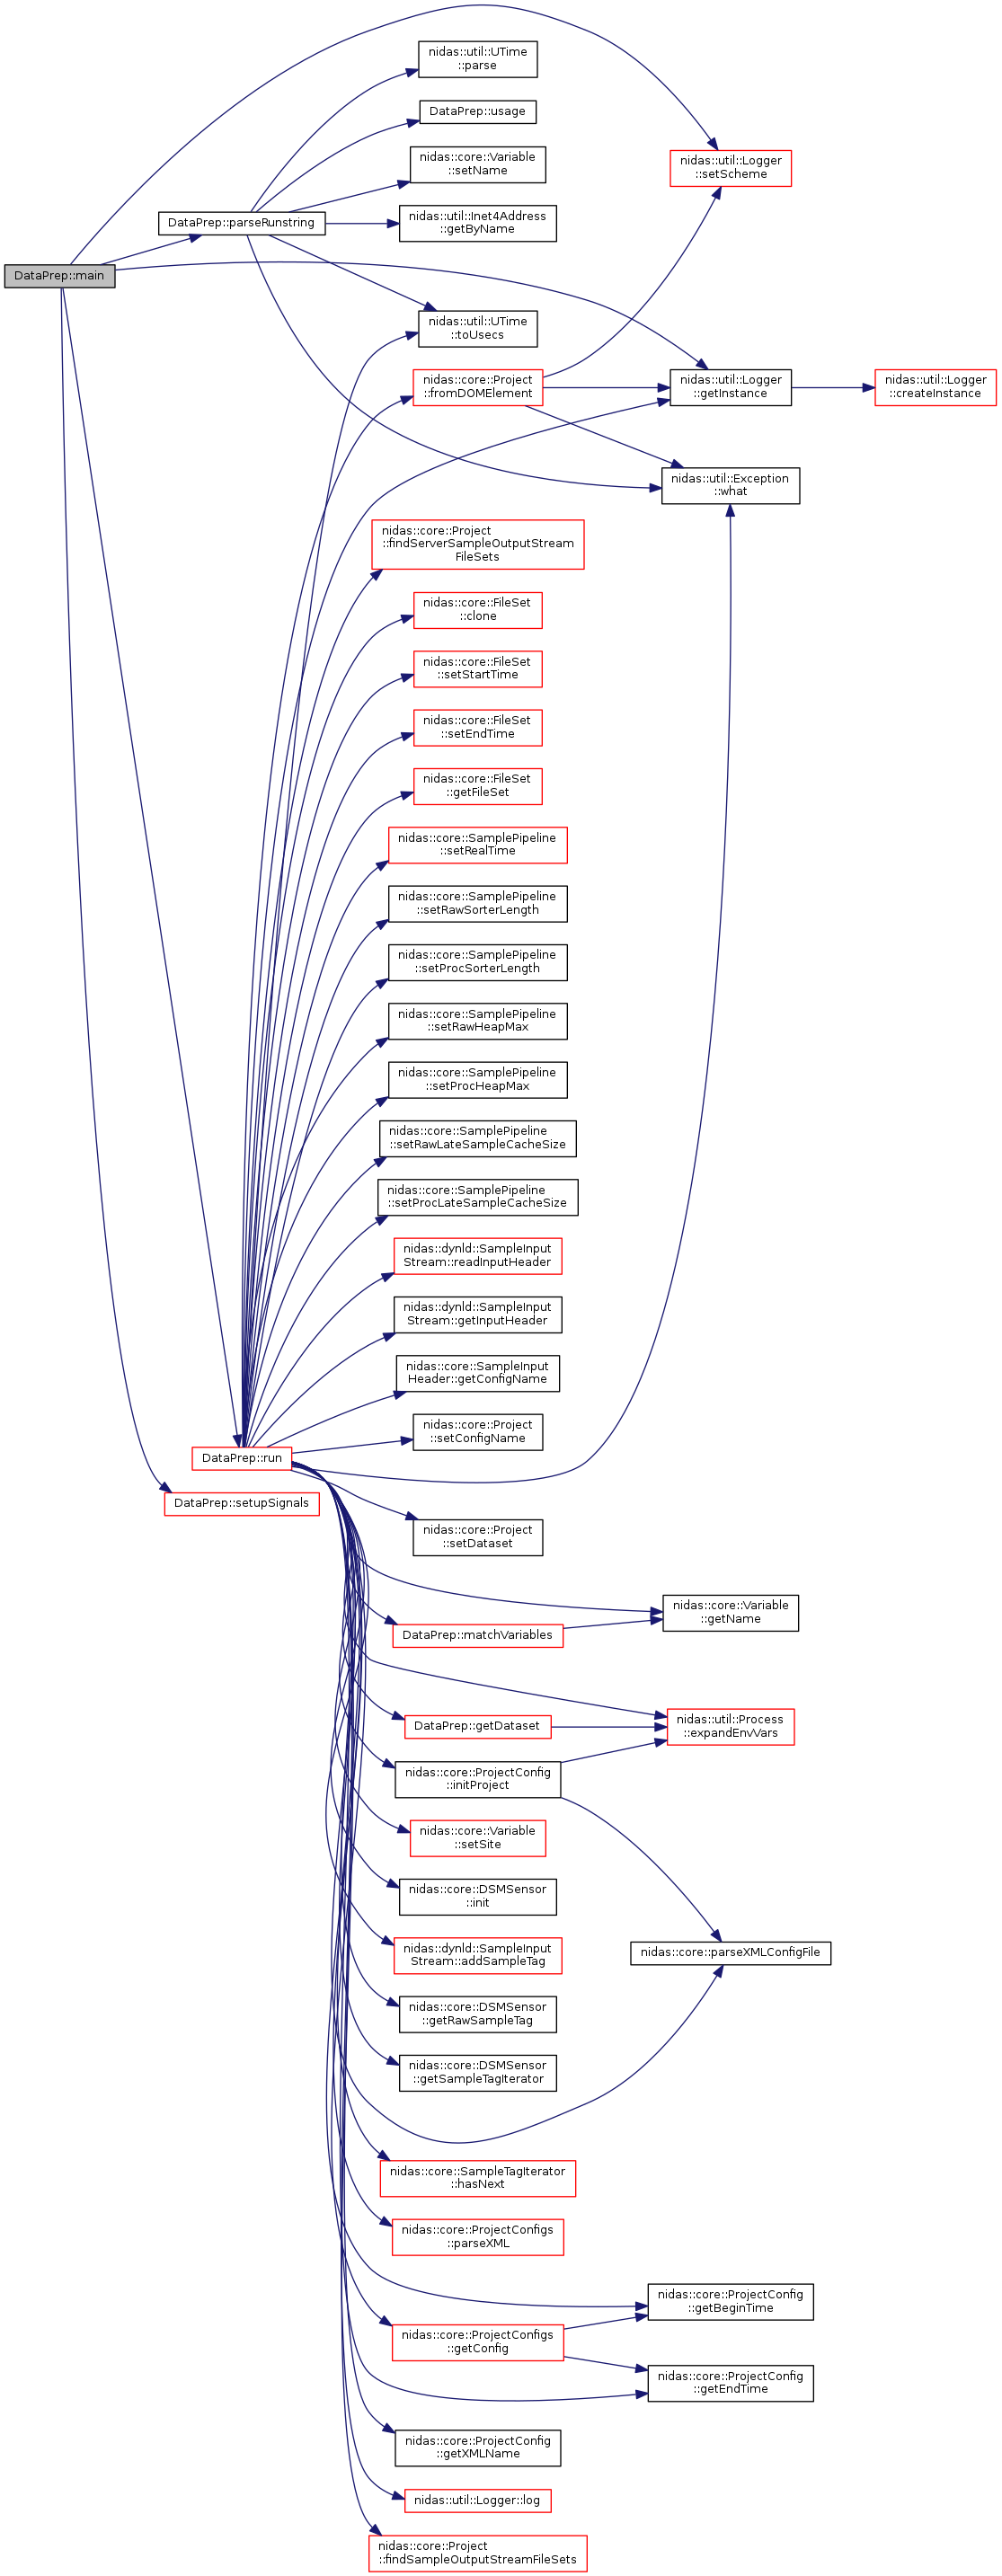 nidas::util::UTime
::parse
DataPrep::usage
nidas::core::Variable
::setName
nidas::util::Logger
::setScheme
DataPrep::parseRunstring
nidas::util::Inet4Address
::getByName
DataPrep::main
nidas::util::UTime
::toUsecs
nidas::core::Project
::fromDOMElement
nidas::util::Logger
::getInstance
nidas::util::Logger
::createInstance
nidas::util::Exception
::what
nidas::core::Project
::findServerSampleOutputStream
FileSets
nidas::core::FileSet
::clone
nidas::core::FileSet
::setStartTime
nidas::core::FileSet
::setEndTime
nidas::core::FileSet
::getFileSet
nidas::core::SamplePipeline
::setRealTime
nidas::core::SamplePipeline
::setRawSorterLength
nidas::core::SamplePipeline
::setProcSorterLength
nidas::core::SamplePipeline
::setRawHeapMax
nidas::core::SamplePipeline
::setProcHeapMax
nidas::core::SamplePipeline
::setRawLateSampleCacheSize
nidas::core::SamplePipeline
::setProcLateSampleCacheSize
nidas::dynld::SampleInput
Stream::readInputHeader
nidas::dynld::SampleInput
Stream::getInputHeader
nidas::core::SampleInput
Header::getConfigName
nidas::core::Project
::setConfigName
DataPrep::run
DataPrep::setupSignals
nidas::core::Project
::setDataset
nidas::core::Variable
::getName
DataPrep::matchVariables
DataPrep::getDataset
nidas::util::Process
::expandEnvVars
nidas::core::ProjectConfig
::initProject
nidas::core::Variable
::setSite
nidas::core::DSMSensor
::init
nidas::dynld::SampleInput
Stream::addSampleTag
nidas::core::parseXMLConfigFile
nidas::core::DSMSensor
::getRawSampleTag
nidas::core::DSMSensor
::getSampleTagIterator
nidas::core::SampleTagIterator
::hasNext
nidas::core::ProjectConfigs
::parseXML
nidas::core::ProjectConfig
::getBeginTime
nidas::core::ProjectConfigs
::getConfig
nidas::core::ProjectConfig
::getEndTime
nidas::core::ProjectConfig
::getXMLName
nidas::util::Logger::log
nidas::core::Project
::findSampleOutputStreamFileSets